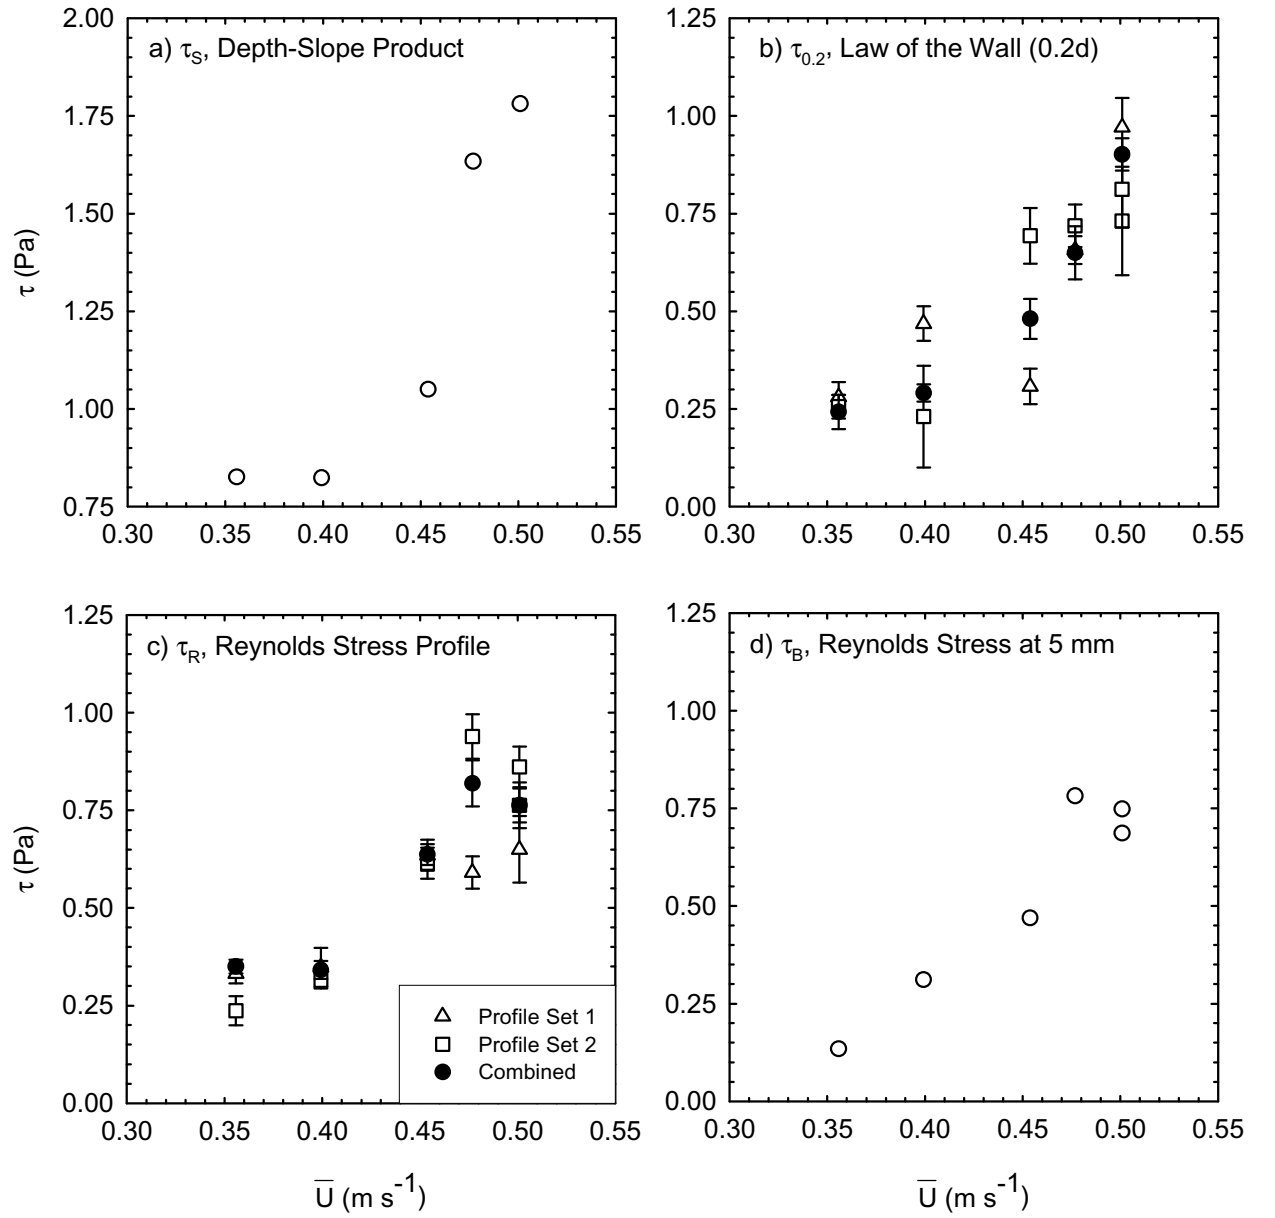 a) τS, Depth-Slope Product
2.00
1.75
1.50
1.25
1.00
0.75
τ (Pa)
0.30 0.35 0.40 0.45 0.50 0.55
b) τ0.2, Law of the Wall (0.2d)
1.25
1.00
0.75
0.50
0.25
0.00
0.30 0.35 0.40 0.45 0.50 0.55
c) τR, Reynolds Stress Profile
1.25
1.00
0.75
0.50
0.25
0.00
τ (Pa)
Profile Set 1
Profile Set 2
Combined
0.30 0.35 0.40 0.45 0.50 0.55
U̅ (m s-1)
d) τB, Reynolds Stress at 5 mm
1.25
1.00
0.75
0.50
0.25
0.00
0.30 0.35 0.40 0.45 0.50 0.55
U̅ (m s-1)